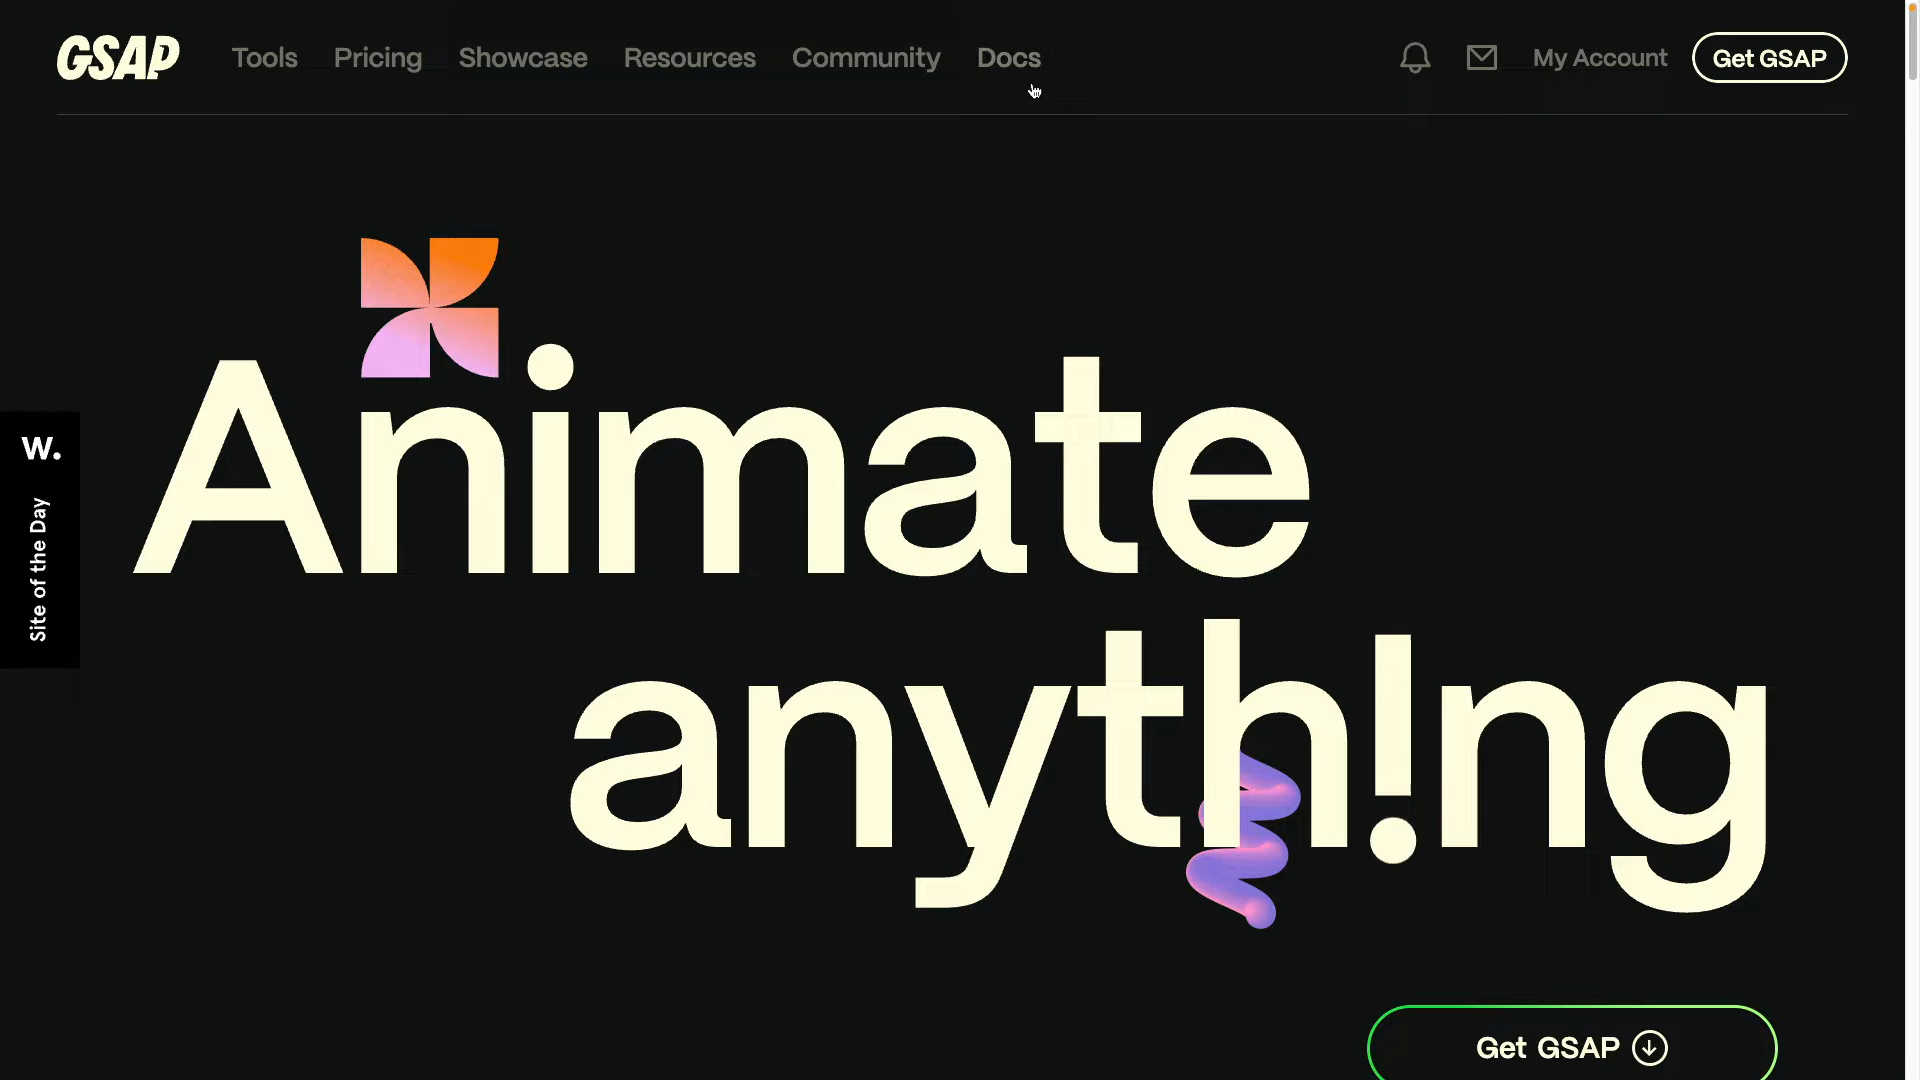 GSAP Tools Pricing Showcase Resources Community Docs My Account Get GSAP
Animate
W.
Site of the Day
anyth!ng
Get GSAP